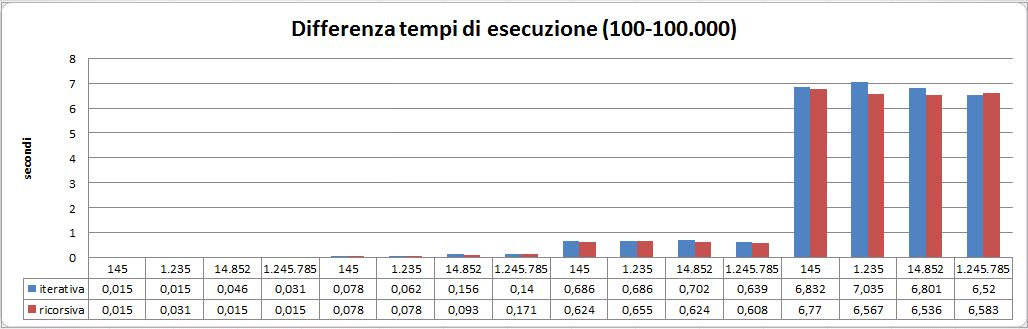 Differenza tempi di esecuzione (100-100.000)
8
7
6
5
4
3
2
1
0
secondi
145 1.235 14.852 1.245.785 145 1.235 14.852 1.245.785 145 1.235 14.852 1.245.785 145 1.235 14.852 1.245.785
iterativa 0,015 0,015 0,046 0,031 0,078 0,062 0,156 0,14 0,686 0,686 0,702 0,639 6,832 7,035 6,801 6,52
ricorsiva 0,015 0,031 0,015 0,015 0,078 0,078 0,093 0,171 0,624 0,655 0,624 0,608 6,77 6,567 6,536 6,583